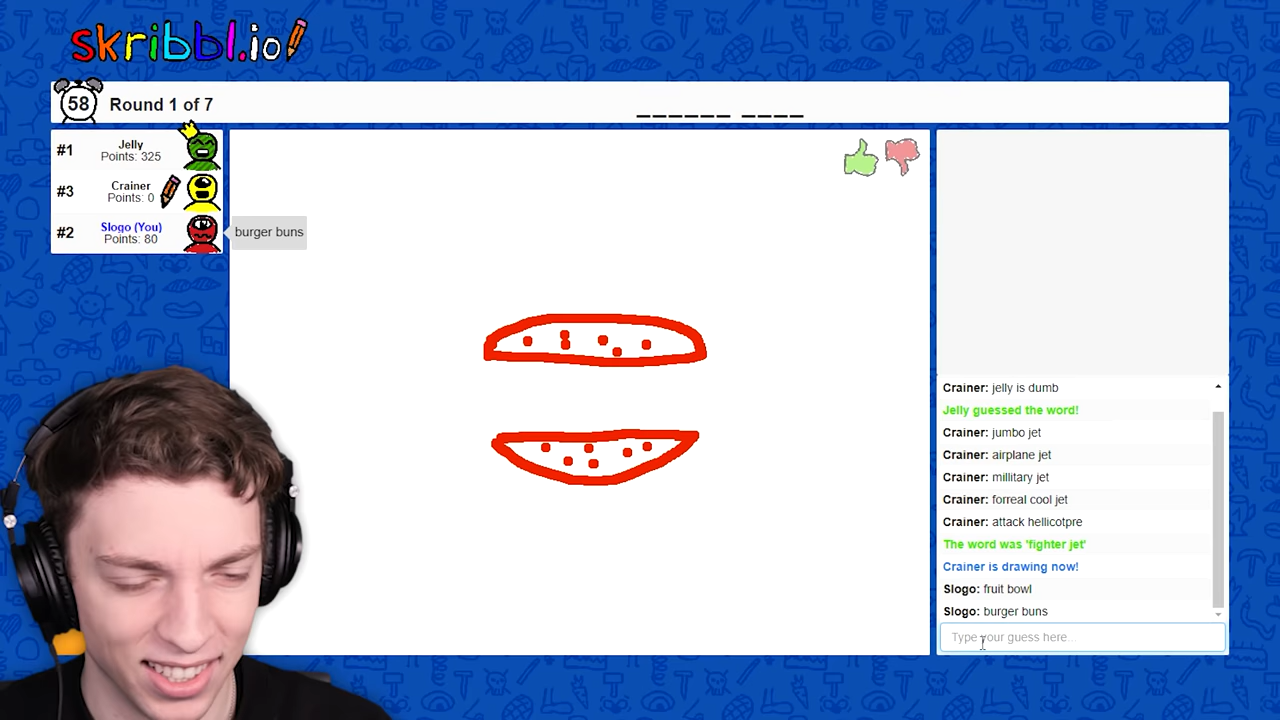 skribbl.io
58 Round 1 of 7
______ ____
#1 Jelly
Points: 325
#3 Crainer
Points: 0
#2 Slogo (You)
Points: 80
burger buns
Crainer: jelly is dumb
Jelly guessed the word!
Crainer: jumbo jet
Crainer: airplane jet
Crainer: millitary jet
Crainer: forreal cool jet
Crainer: attack hellicotpre
The word was 'fighter jet'
Crainer is drawing now!
Slogo: fruit bowl
Slogo: burger buns
Type your guess here...